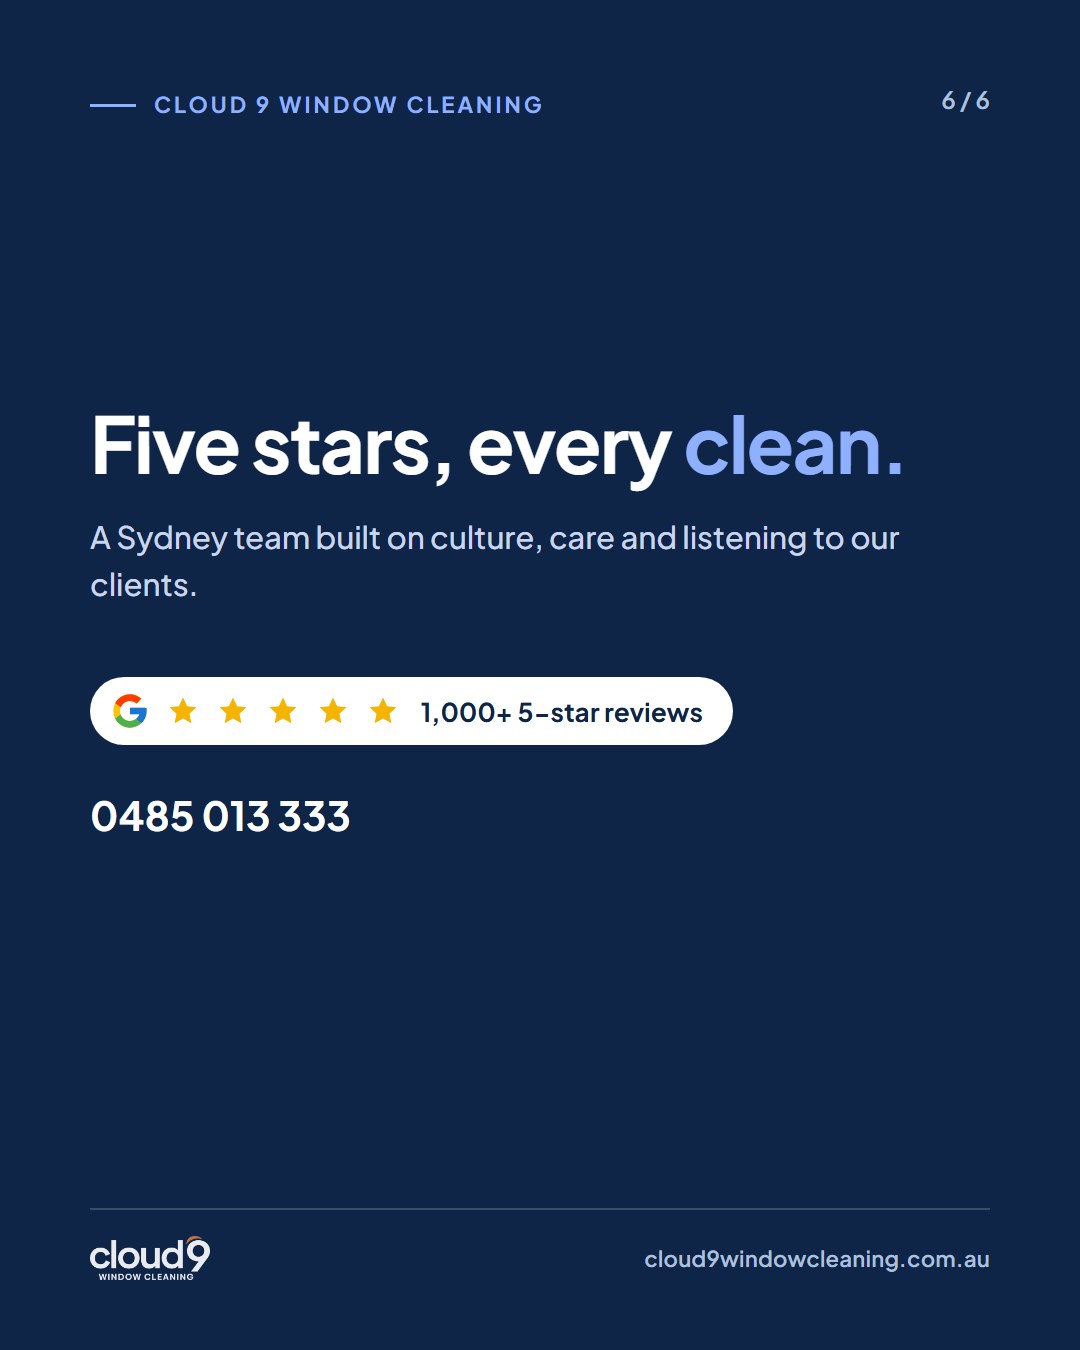 CLOUD 9 WINDOW CLEANING
6/6
Five stars, every clean.
A Sydney team built on culture, care and listening to our
clients.
1,000+ 5-star reviews
0485 013 333
cloud9
WINDOW CLEANING
cloud9windowcleaning.com.au